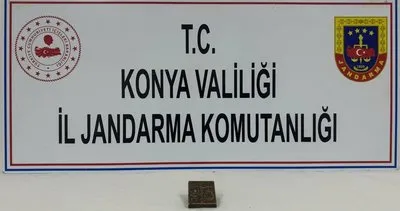 T.C.
KONYA VALİLİĞİ
İL JANDARMA KOMUTANLIĞI
JANDARMA